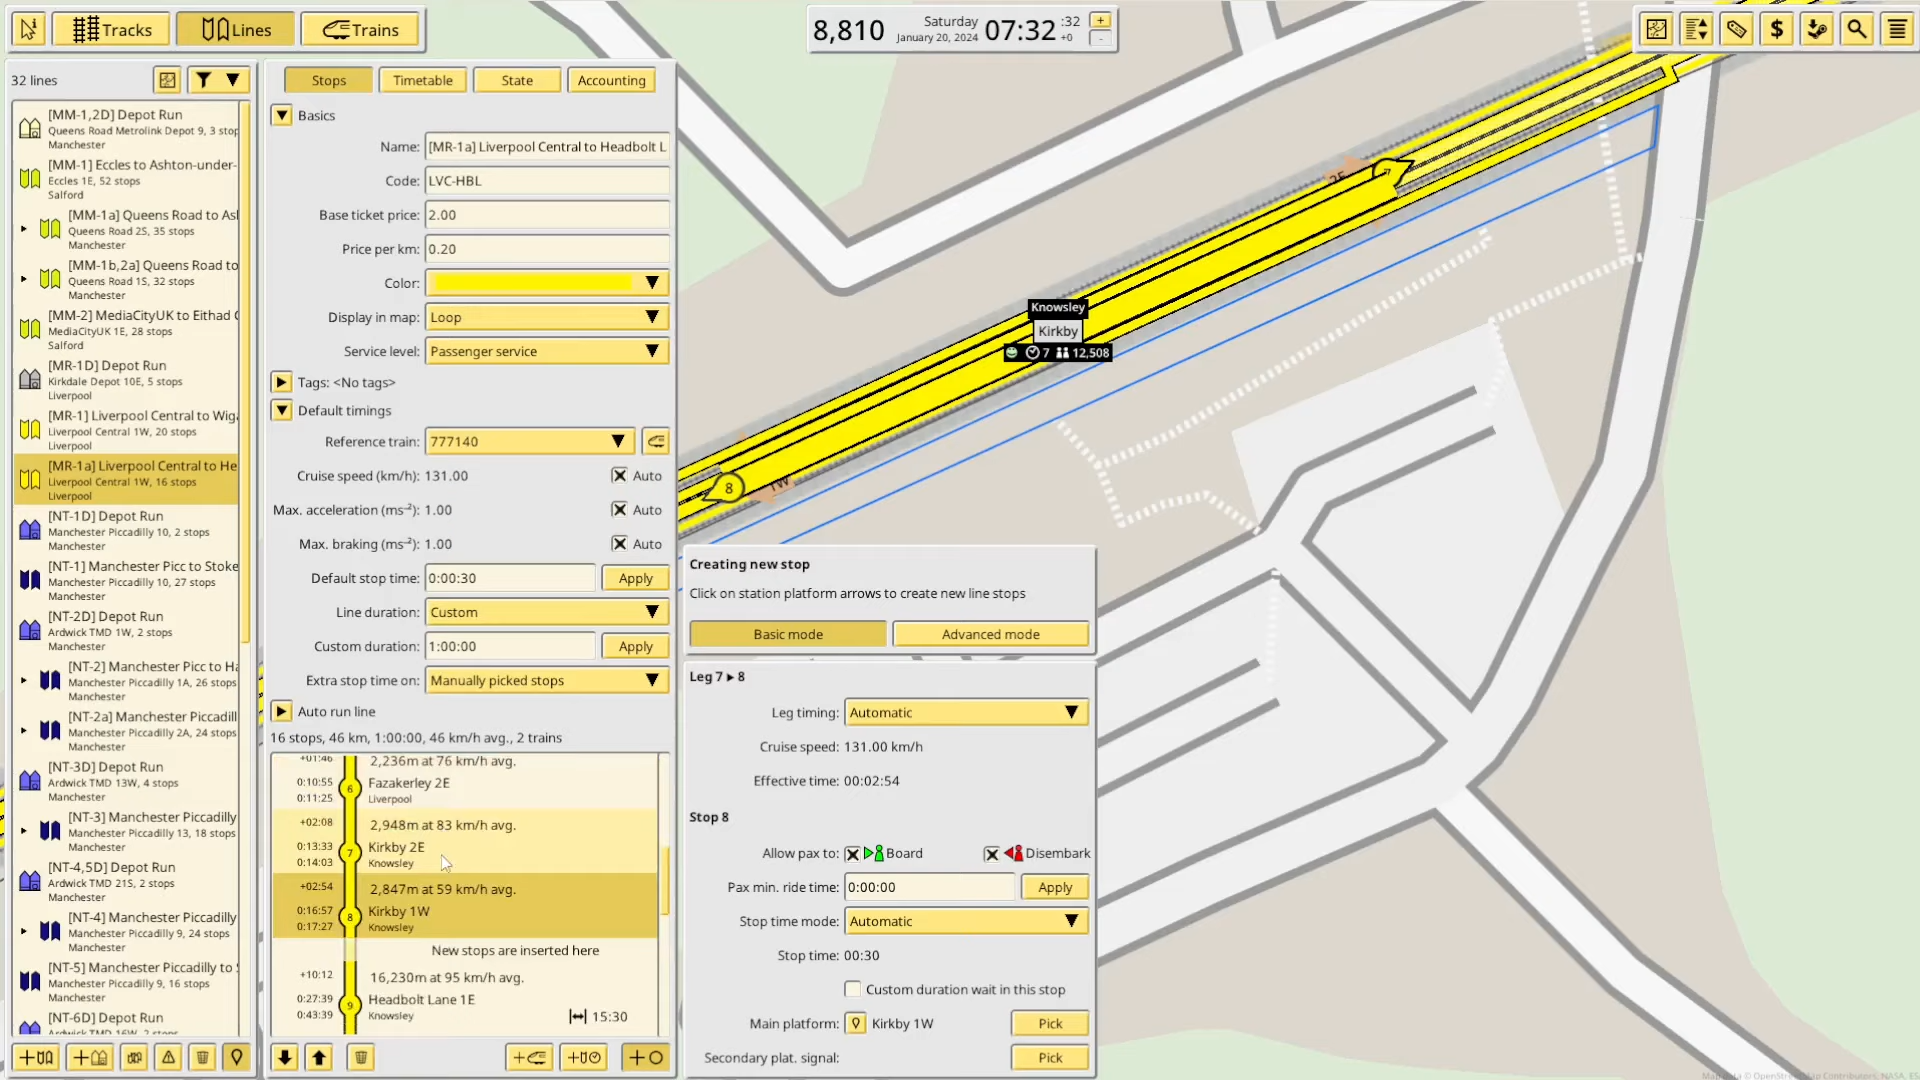 Tracks
Lines
Trains
8,810
Saturday
January 20, 2024
07:32
:32
+0
+
-
$
32 lines
[MM-1,2D] Depot Run
Queens Road Metrolink Depot 9, 3 stop
[MM-1] Eccles to Ashton-under-
Eccles 1E, 52 stops
Salford
[MM-1a] Queens Road to Asl
Queens Road 2S, 35 stops
Manchester
[MM-1b,2a] Queens Road to
Queens Road 1S, 32 stops
Manchester
[MM-2] MediaCityUK to Eithad C
MediaCityUK 1E, 28 stops
Salford
[MR-1D] Depot Run
Kirkdale Depot 10E, 5 stops
Liverpool
[MR-1] Liverpool Central to Wiga
Liverpool Central 1W, 20 stops
Liverpool
[MR-1a] Liverpool Central to He
Liverpool Central 1W, 16 stops
Liverpool
[NT-1D] Depot Run
Manchester Piccadilly 10, 2 stops
Manchester
[NT-1] Manchester Picc to Stoke
Manchester Piccadilly 10, 27 stops
Manchester
[NT-2D] Depot Run
Ardwick TMD 1W, 2 stops
Manchester
[NT-2] Manchester Picc to Ha
Manchester Piccadilly 1A, 26 stops
Manchester
[NT-2a] Manchester Piccadill
Manchester Piccadilly 2A, 24 stops
Manchester
[NT-3D] Depot Run
Ardwick TMD 13W, 4 stops
Manchester
[NT-3] Manchester Piccadilly
Manchester Piccadilly 13, 18 stops
Manchester
[NT-4,5D] Depot Run
Ardwick TMD 21S, 2 stops
Manchester
[NT-4] Manchester Piccadilly
Manchester Piccadilly 9, 24 stops
Manchester
[NT-5] Manchester Piccadilly to S
Manchester Piccadilly 9, 16 stops
Manchester
[NT-6D] Depot Run
Ardwick TMD 16W, 2 stops
Stops
Timetable
State
Accounting
Basics
Name: [MR-1a] Liverpool Central to Headbolt L
Code: LVC-HBL
Base ticket price: 2.00
Price per km: 0.20
Color:
Display in map: Loop
Service level: Passenger service
Tags: <No tags>
Default timings
Reference train: 777140
Cruise speed (km/h): 131.00 Auto
Max. acceleration (ms⁻²): 1.00 Auto
Max. braking (ms⁻²): 1.00 Auto
Default stop time: 0:00:30 Apply
Line duration: Custom
Custom duration: 1:00:00 Apply
Extra stop time on: Manually picked stops
Auto run line
16 stops, 46 km, 1:00:00, 46 km/h avg., 2 trains
+01:46 2,236m at 76 km/h avg.
0:10:55 6 Fazakerley 2E
0:11:25 Liverpool
+02:08 2,948m at 83 km/h avg.
0:13:33 7 Kirkby 2E
0:14:03 Knowsley
+02:54 2,847m at 59 km/h avg.
0:16:57 8 Kirkby 1W
0:17:27 Knowsley
New stops are inserted here
+10:12 16,230m at 95 km/h avg.
0:27:39 9 Headbolt Lane 1E
0:43:39 Knowsley 15:30
2E
7
Knowsley
Kirkby
7 12,508
8
1W
Creating new stop
Click on station platform arrows to create new line stops
Basic mode
Advanced mode
Leg 7 ▸ 8
Leg timing: Automatic
Cruise speed: 131.00 km/h
Effective time: 00:02:54
Stop 8
Allow pax to: Board Disembark
Pax min. ride time: 0:00:00 Apply
Stop time mode: Automatic
Stop time: 00:30
Custom duration wait in this stop
Main platform: Kirkby 1W Pick
Secondary plat. signal: Pick
Map data © OpenStreetMap Contributors, NASA, ES